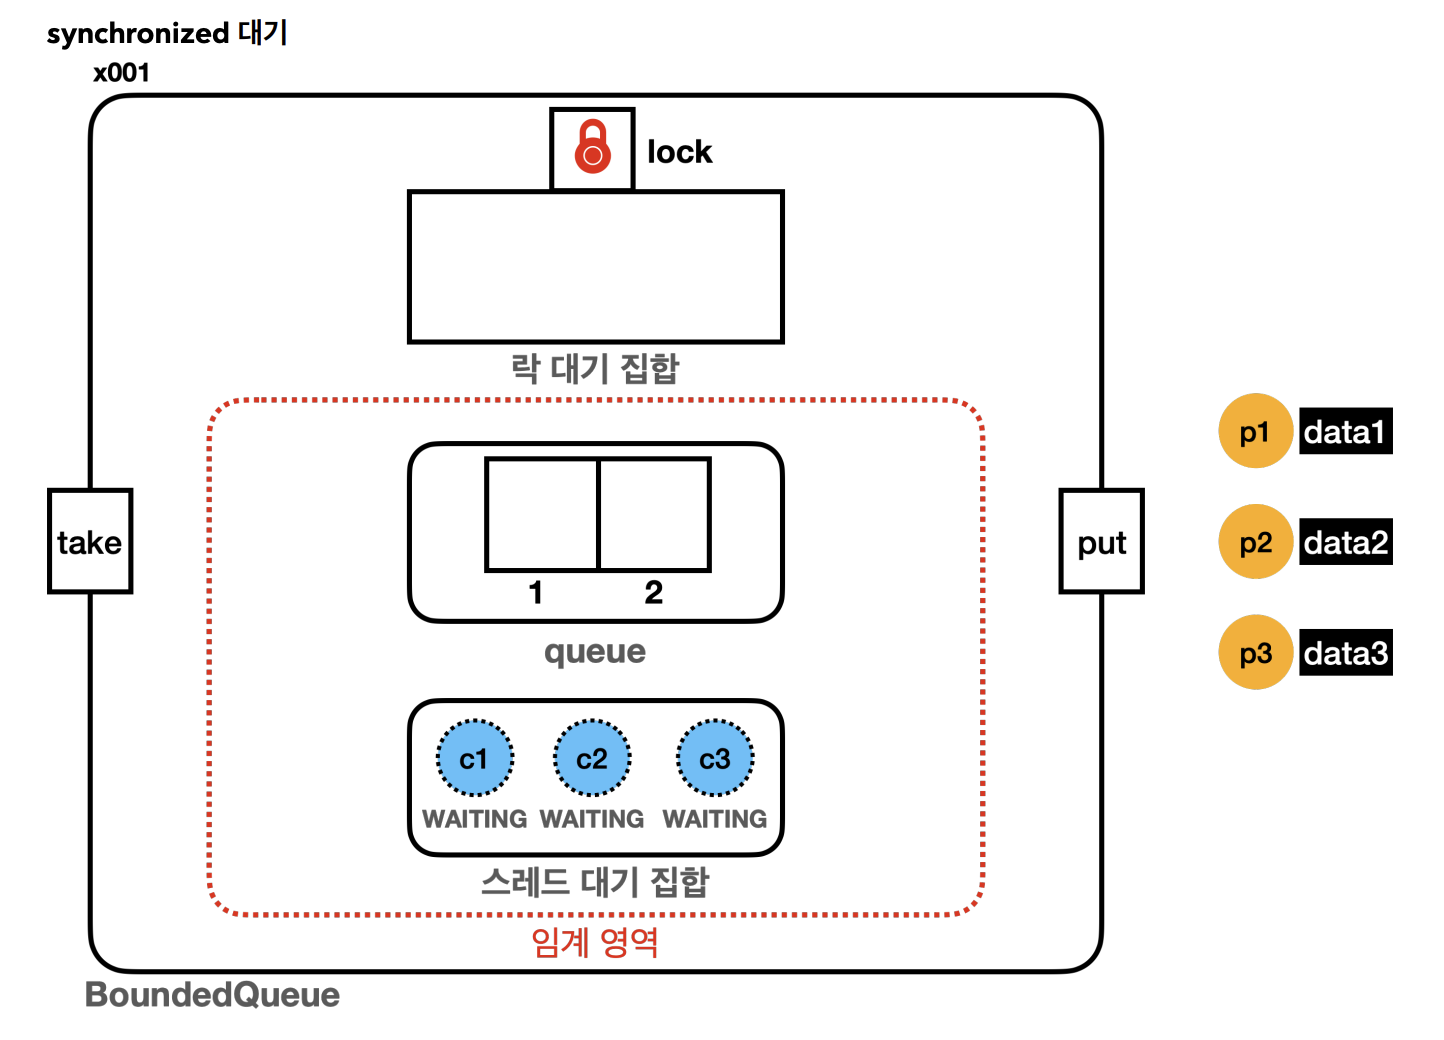 synchronized 대기
x001
lock
락 대기 집합
p1 data1
take
put
p2 data2
1 2
queue
p3 data3
c1 c2 c3
WAITING WAITING WAITING
스레드 대기 집합
임계 영역
BoundedQueue